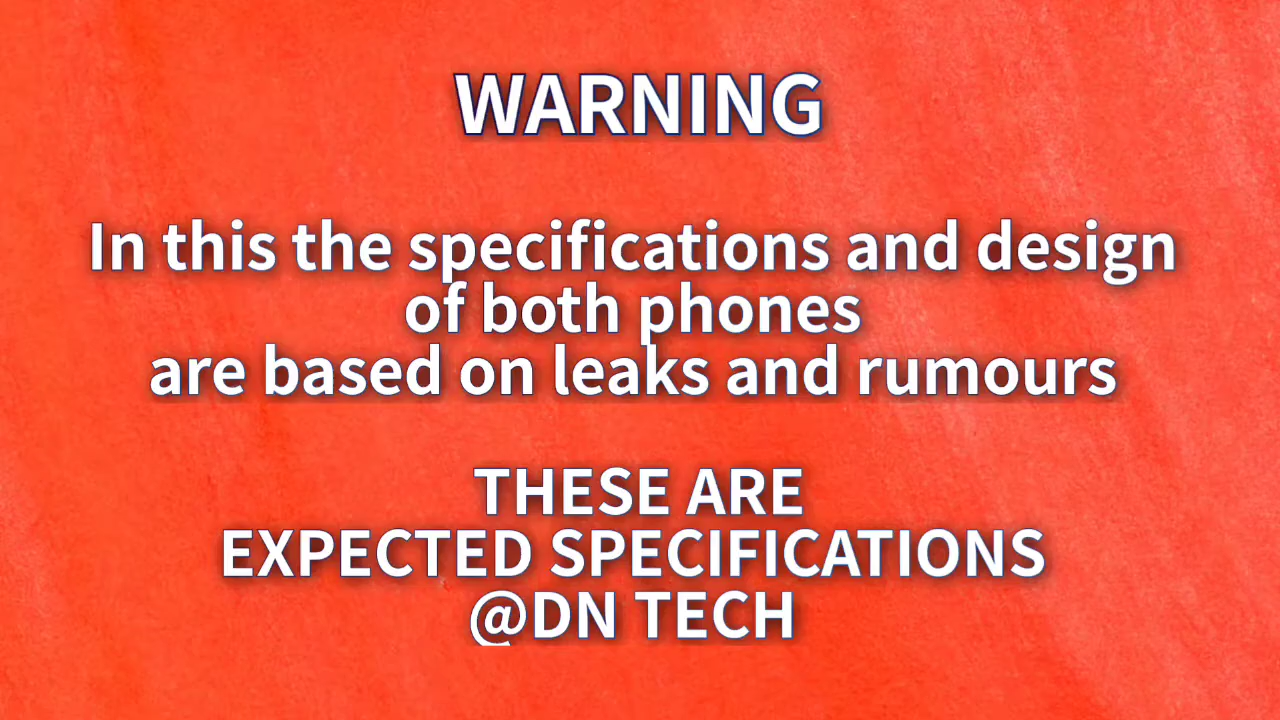 WARNING
In this the specifications and design
of both phones
are based on leaks and rumours
THESE ARE
EXPECTED SPECIFICATIONS
@DN TECH